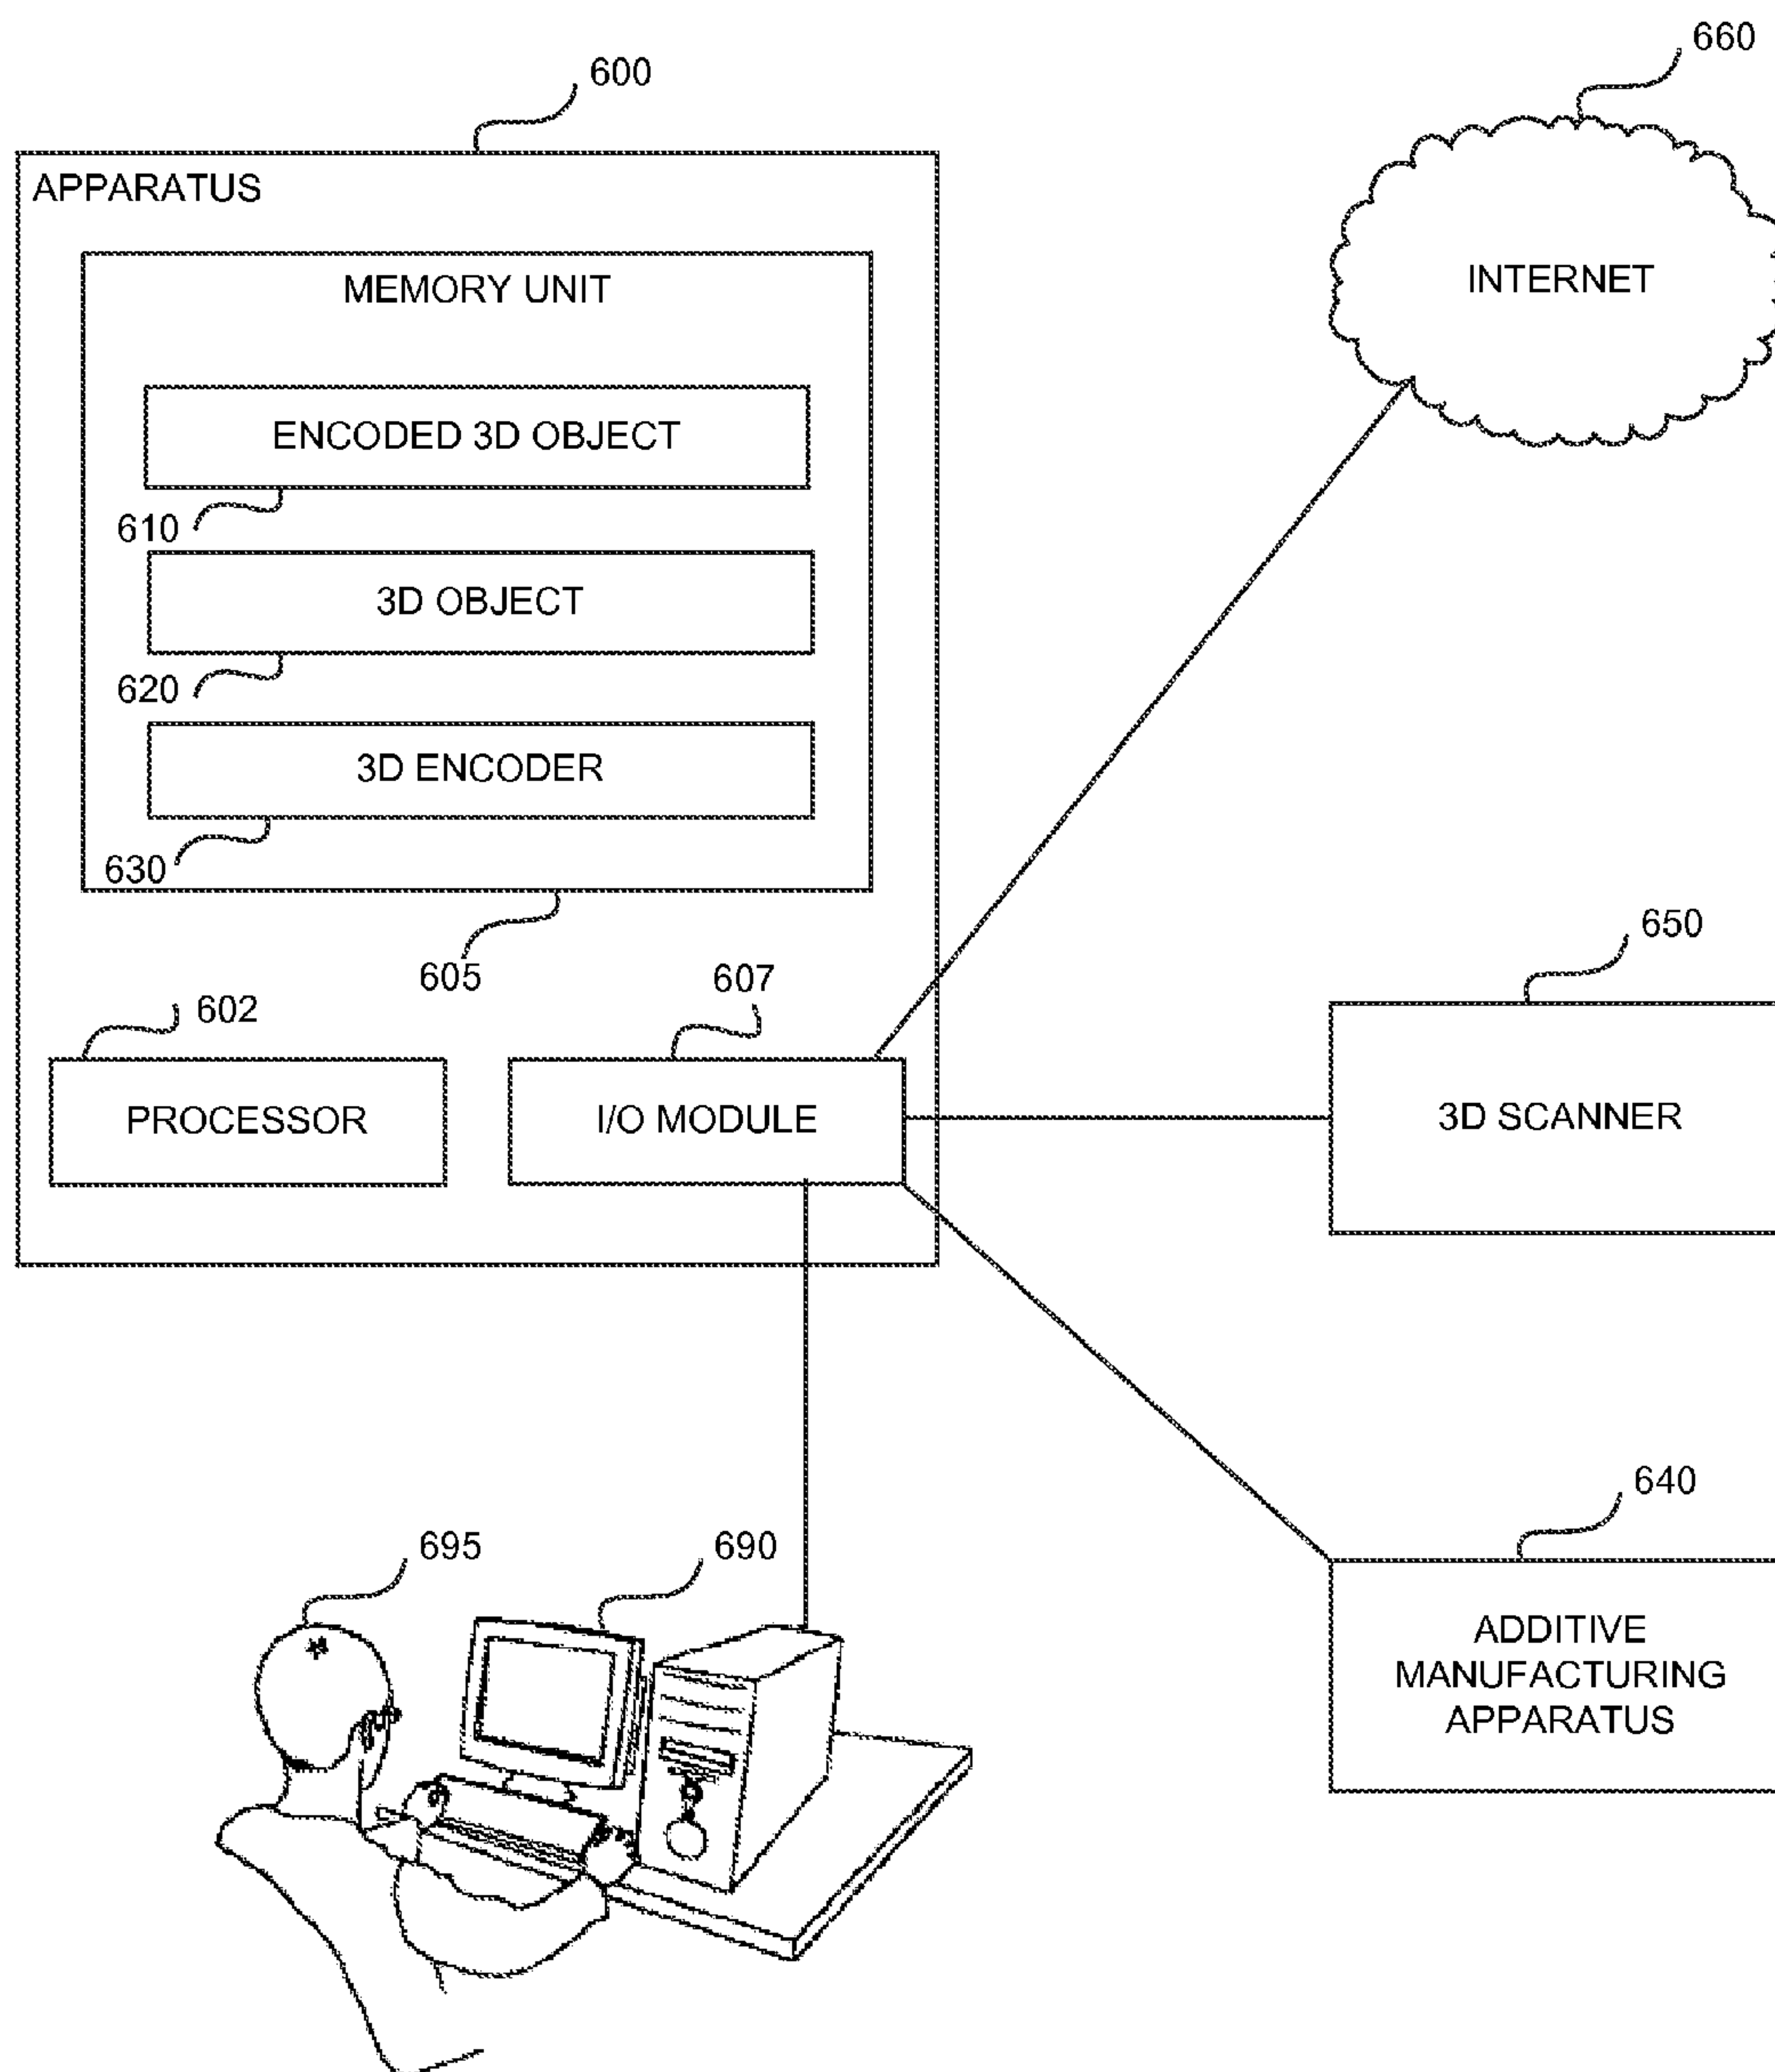 600
660
APPARATUS
MEMORY UNIT
INTERNET
ENCODED 3D OBJECT
610
3D OBJECT
620
3D ENCODER
630
605
607
650
602
PROCESSOR
I/O MODULE
3D SCANNER
640
695
690
ADDITIVE
MANUFACTURING
APPARATUS